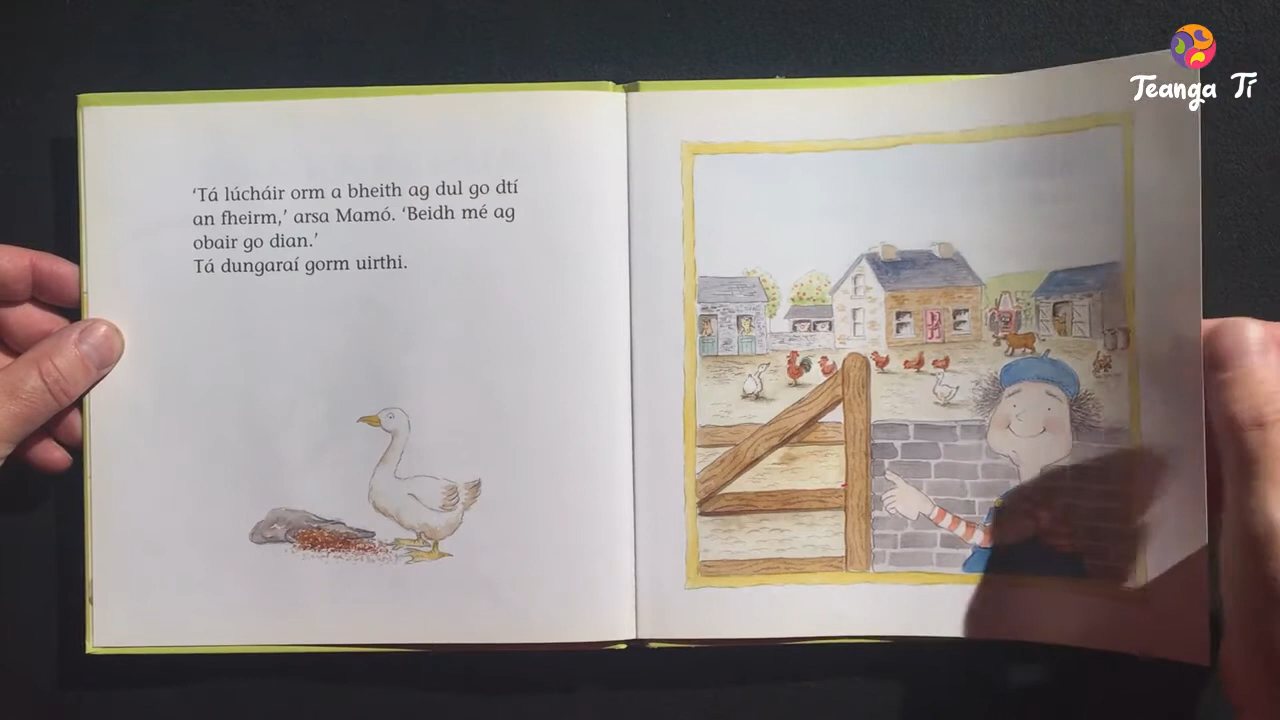 ‘Tá lúcháir orm a bheith ag dul go dtí
an fheirm,’ arsa Mamó. ‘Beidh mé ag
obair go dian.’
Tá dungaraí gorm uirthi.
Teanga Tí